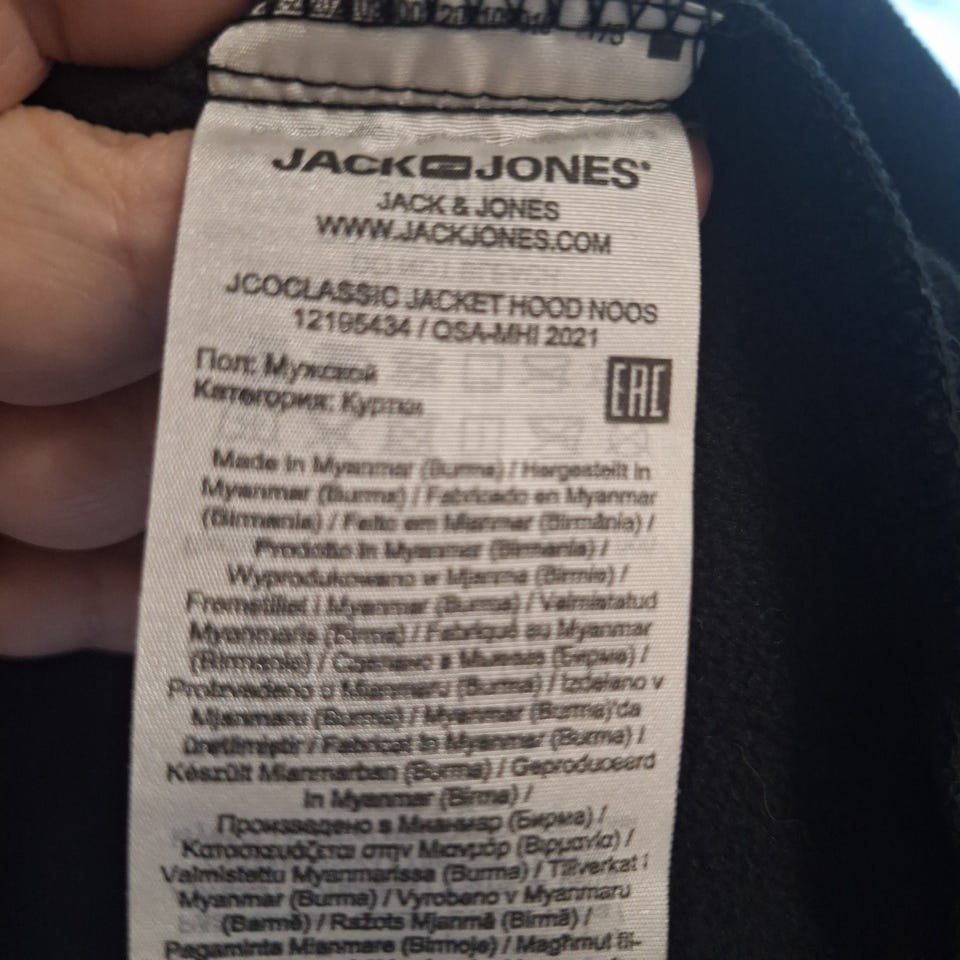 JACK JONES®
JACK & JONES
WWW.JACKJONES.COM
JCOCLASSIC JACKET HOOD NOOS
12195434 / QSA-MHI 2021
Пол: Мужской
Категория: Куртки
EAC
Made in Myanmar (Burma) / Hergestellt in
Myanmar (Burma) / Fabricado en Myanmar
(Birmania) / Feito em Mianmar (Birmânia) /
Prodotto in Myanmar (Birmania) /
Wyprodukowano w Mjanma (Birmie) /
Fremstillet i Myanmar (Burma) / Valmistatud
Myanmaris (Birma) / Fabriqué au Myanmar
(Birmanie) / Сделано в Мьянме (Бирма) /
Proizvedeno u Mianmaru (Burma) / Izdelano v
Mjanmaru (Burma) / Myanmar (Burma)'da
üretilmiştir / Fabricat în Myanmar (Burma) /
Készült Mianmarban (Burma) / Geproduceerd
in Myanmar (Birma) /
Произведено в Мианмар (Бирма) /
Κατασκευάζεται στην Μιανμάρ (Βιρμανία) /
Valmistettu Myanmarissa (Burma) / Tillverkat i
Myanmar (Burma) / Vyrobeno v Myanmaru
(Barmě) / Ražots Mjanmā (Birmā) /
Pagaminta Mianmare (Birmoje) / Magħmul fil-